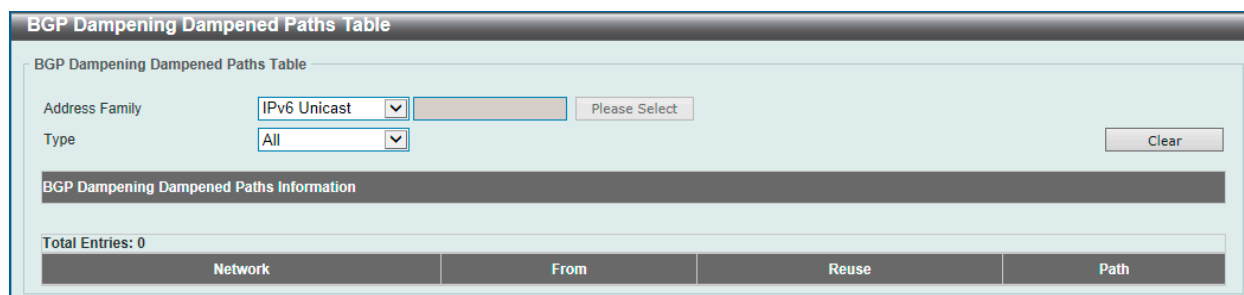 BGP Dampening Dampened Paths Table
BGP Dampening Dampened Paths Table
Address Family IPv6 Unicast Please Select
Type All Clear
BGP Dampening Dampened Paths Information
Total Entries: 0
Network From Reuse Path